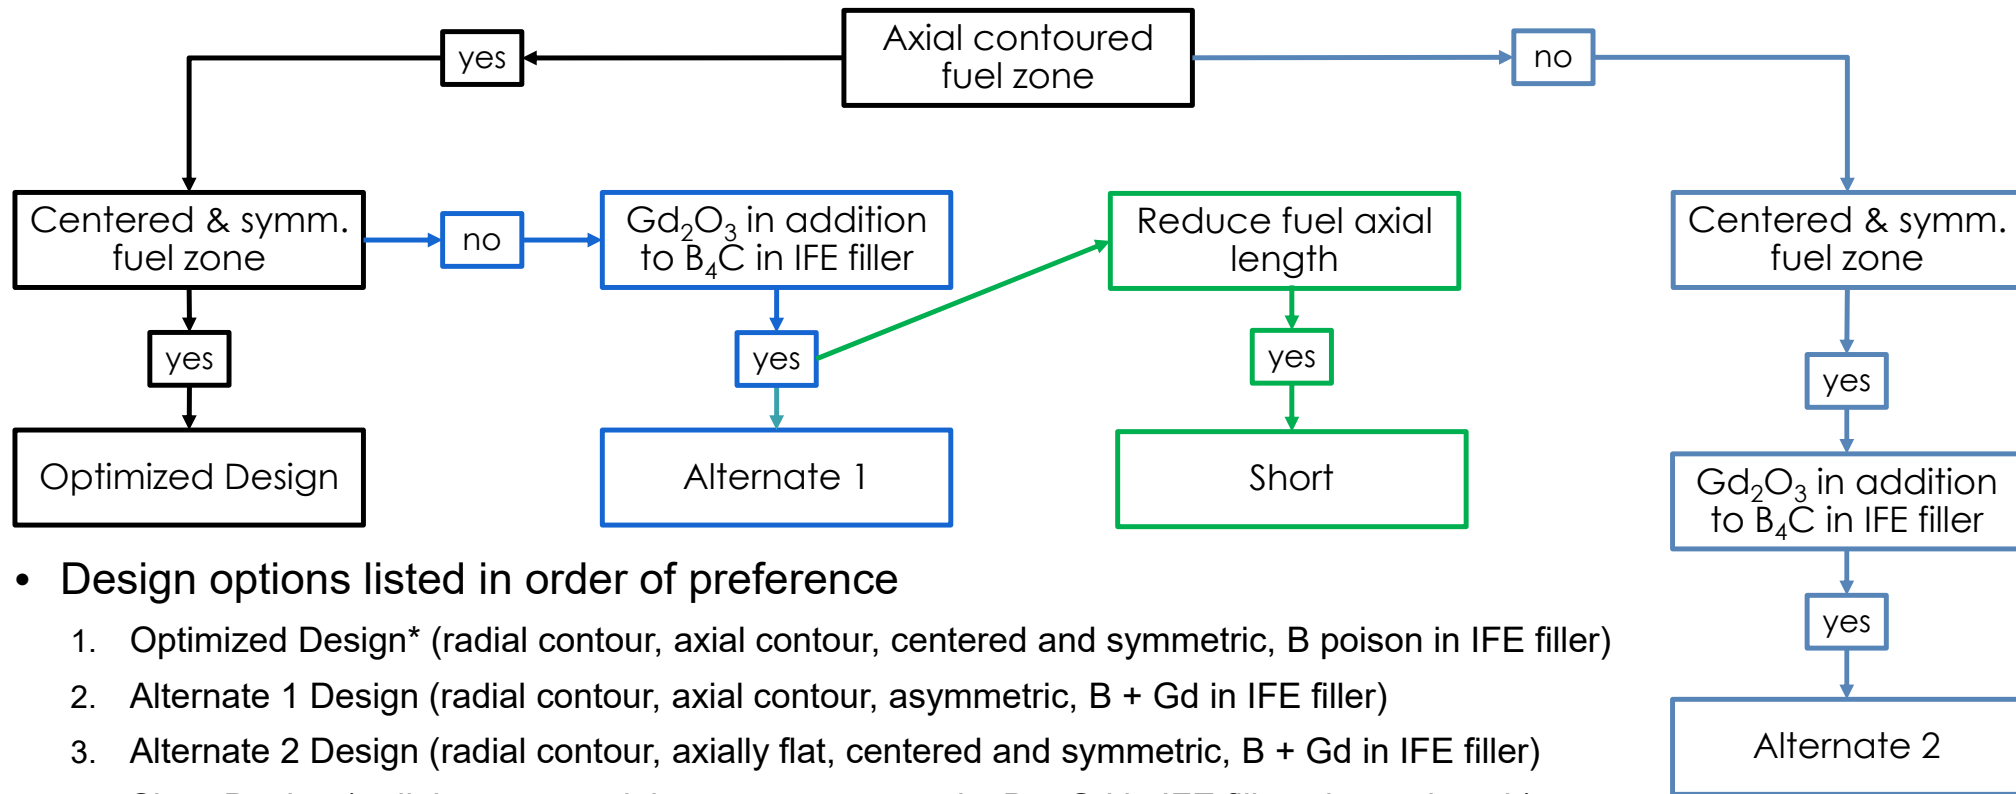 yes
Axial contoured
fuel zone
no
Centered & symm.
fuel zone
no
Gd₂O₃ in addition
to B₄C in IFE filler
Reduce fuel axial
length
Centered & symm.
fuel zone
yes
yes
yes
yes
Optimized Design
Alternate 1
Short
Gd₂O₃ in addition
to B₄C in IFE filler
yes
Alternate 2
• Design options listed in order of preference
1. Optimized Design* (radial contour, axial contour, centered and symmetric, B poison in IFE filler)
2. Alternate 1 Design (radial contour, axial contour, asymmetric, B + Gd in IFE filler)
3. Alternate 2 Design (radial contour, axially flat, centered and symmetric, B + Gd in IFE filler)